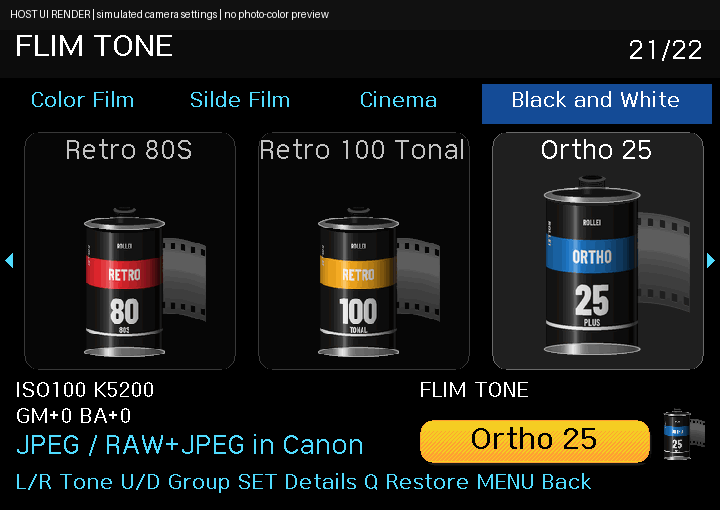 HOST UI RENDER | simulated camera settings | no photo-color preview
FLIM TONE
21/22
Color Film
Silde Film
Cinema
Black and White
Retro 80S
Retro 100 Tonal
Ortho 25
ROLLEI
RETRO
80
80S
ROLLEI
RETRO
100
TONAL
ROLLEI
ORTHO
25
PLUS
ISO100 K5200
GM+0 BA+0
JPEG / RAW+JPEG in Canon
FLIM TONE
Ortho 25
ORTHO
25
L/R Tone U/D Group SET Details Q Restore MENU Back